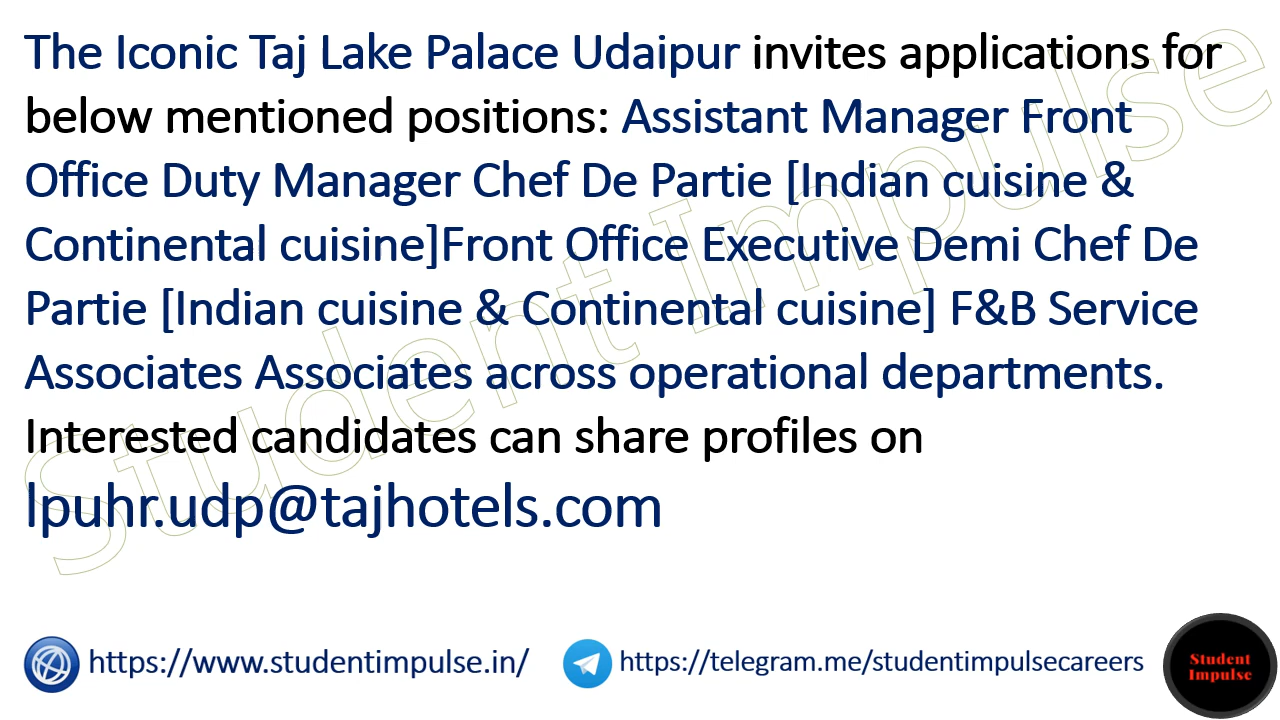 The Iconic Taj Lake Palace Udaipur invites applications for
below mentioned positions: Assistant Manager Front
Office Duty Manager Chef De Partie [Indian cuisine &
Continental cuisine]Front Office Executive Demi Chef De
Partie [Indian cuisine & Continental cuisine] F&B Service
Associates Associates across operational departments.
Interested candidates can share profiles on
lpuhr.udp@tajhotels.com
Student Impulse
https://www.studentimpulse.in/
https://telegram.me/studentimpulsecareers
Student
Impulse